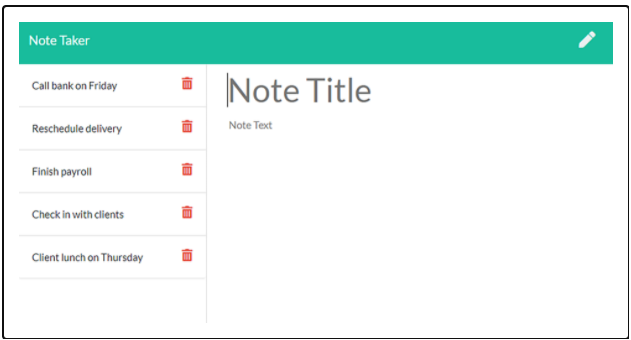 Note Taker
Call bank on Friday
Reschedule delivery
Finish payroll
Check in with clients
Client lunch on Thursday
Note Title
Note Text